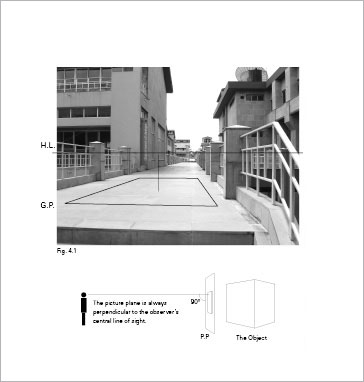 H.L.
G.P.
Fig. 4.1
The picture plane is always
perpendicular to the observer's
central line of sight.
90°
P.P
The Object